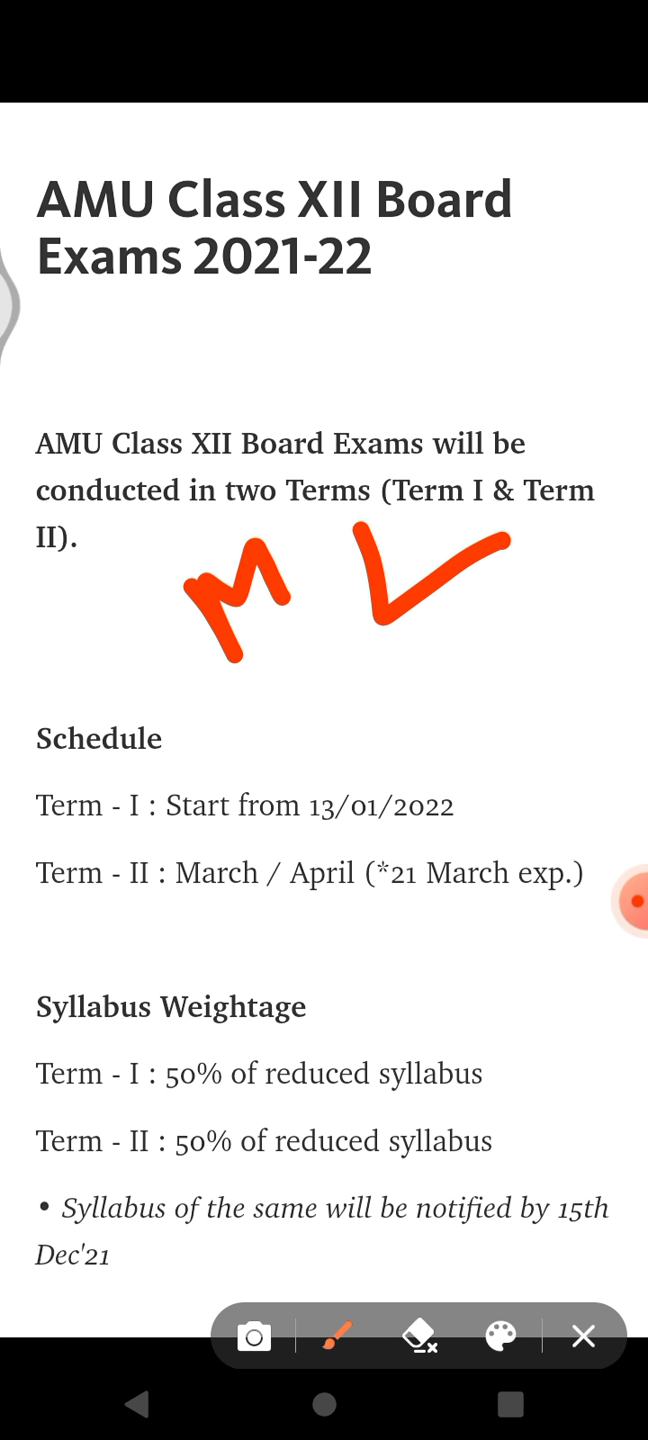 AMU Class XII Board
Exams 2021-22
AMU Class XII Board Exams will be
conducted in two Terms (Term I & Term
II).
Schedule
Term - I : Start from 13/01/2022
Term - II : March / April (*21 March exp.)
Syllabus Weightage
Term - I : 50% of reduced syllabus
Term - II : 50% of reduced syllabus
• Syllabus of the same will be notified by 15th
Dec'21